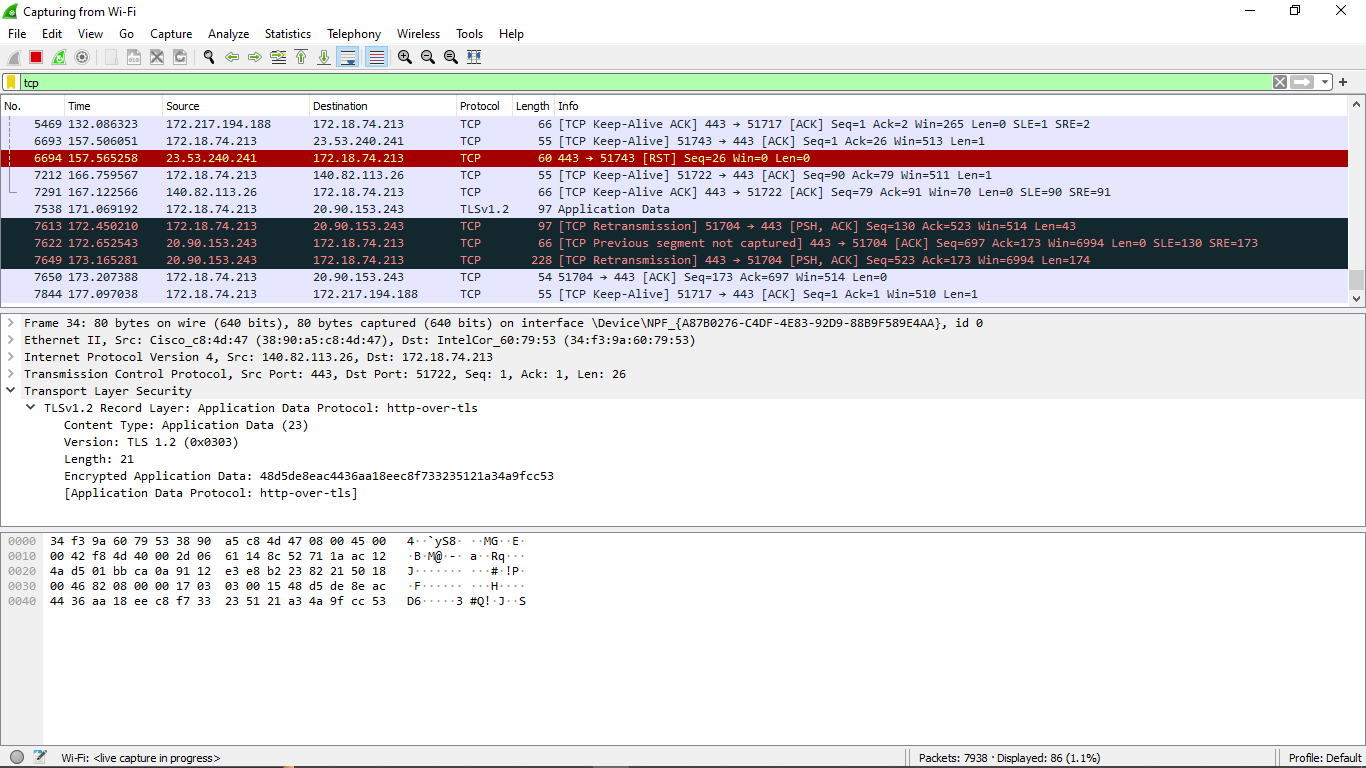 Capturing from Wi-Fi
File Edit View Go Capture Analyze Statistics Telephony Wireless Tools Help
tcp
No. Time Source Destination Protocol Length Info
5469 132.086323 172.217.194.188 172.18.74.213 TCP 66 [TCP Keep-Alive ACK] 443 → 51717 [ACK] Seq=1 Ack=2 Win=265 Len=0 SLE=1 SRE=2
6693 157.506051 172.18.74.213 23.53.240.241 TCP 55 [TCP Keep-Alive] 51743 → 443 [ACK] Seq=1 Ack=26 Win=513 Len=1
6694 157.565258 23.53.240.241 172.18.74.213 TCP 60 443 → 51743 [RST] Seq=26 Win=0 Len=0
7212 166.759567 172.18.74.213 140.82.113.26 TCP 55 [TCP Keep-Alive] 51722 → 443 [ACK] Seq=90 Ack=79 Win=511 Len=1
7291 167.122566 140.82.113.26 172.18.74.213 TCP 66 [TCP Keep-Alive ACK] 443 → 51722 [ACK] Seq=79 Ack=91 Win=70 Len=0 SLE=90 SRE=91
7538 171.069192 172.18.74.213 20.90.153.243 TLSv1.2 97 Application Data
7613 172.450210 172.18.74.213 20.90.153.243 TCP 97 [TCP Retransmission] 51704 → 443 [PSH, ACK] Seq=130 Ack=523 Win=514 Len=43
7622 172.652543 20.90.153.243 172.18.74.213 TCP 66 [TCP Previous segment not captured] 443 → 51704 [ACK] Seq=697 Ack=173 Win=6994 Len=0 SLE=130 SRE=173
7649 173.165281 20.90.153.243 172.18.74.213 TCP 228 [TCP Retransmission] 443 → 51704 [PSH, ACK] Seq=523 Ack=173 Win=6994 Len=174
7650 173.207388 172.18.74.213 20.90.153.243 TCP 54 51704 → 443 [ACK] Seq=173 Ack=697 Win=514 Len=0
7844 177.097038 172.18.74.213 172.217.194.188 TCP 55 [TCP Keep-Alive] 51717 → 443 [ACK] Seq=1 Ack=1 Win=510 Len=1
Frame 34: 80 bytes on wire (640 bits), 80 bytes captured (640 bits) on interface \Device\NPF_{A87B0276-C4DF-4E83-92D9-88B9F589E4AA}, id 0
Ethernet II, Src: Cisco_c8:4d:47 (38:90:a5:c8:4d:47), Dst: IntelCor_60:79:53 (34:f3:9a:60:79:53)
Internet Protocol Version 4, Src: 140.82.113.26, Dst: 172.18.74.213
Transmission Control Protocol, Src Port: 443, Dst Port: 51722, Seq: 1, Ack: 1, Len: 26
Transport Layer Security
TLSv1.2 Record Layer: Application Data Protocol: http-over-tls
Content Type: Application Data (23)
Version: TLS 1.2 (0x0303)
Length: 21
Encrypted Application Data: 48d5de8eac4436aa18eec8f733235121a34a9fcc53
[Application Data Protocol: http-over-tls]
0000 34 f3 9a 60 79 53 38 90 a5 c8 4d 47 08 00 45 00 4··`yS8· ··MG··E·
0010 00 42 f8 4d 40 00 2d 06 61 14 8c 52 71 1a ac 12 ·B·M@·-· a··Rq···
0020 4a d5 01 bb ca 0a 91 12 e3 e8 b2 23 82 21 50 18 J······· ···#·!P·
0030 00 46 82 08 00 00 17 03 03 00 15 48 d5 de 8e ac ·F······ ···H····
0040 44 36 aa 18 ee c8 f7 33 23 51 21 a3 4a 9f cc 53 D6·····3 #Q!·J··S
Wi-Fi: <live capture in progress> Packets: 7938 · Displayed: 86 (1.1%) Profile: Default